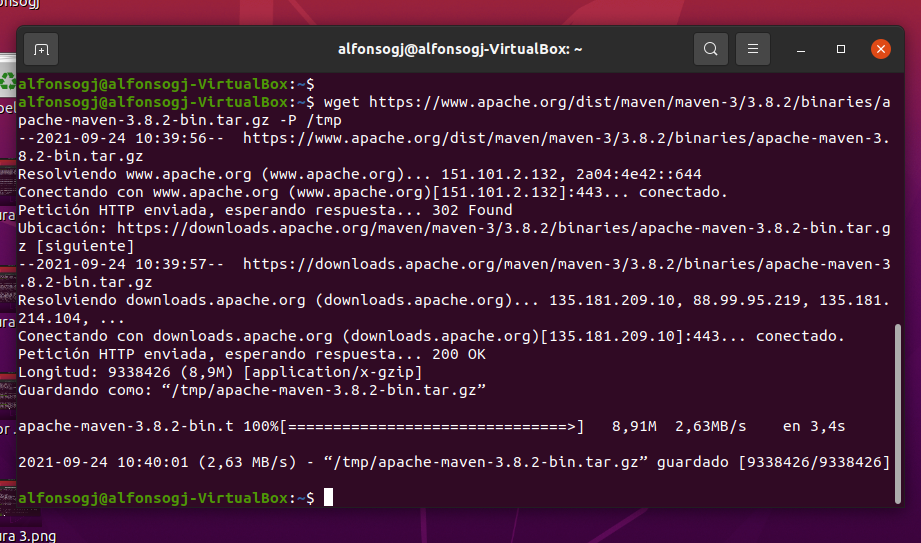 onsogj
alfonsogj@alfonsogj-VirtualBox: ~
alfonsogj@alfonsogj-VirtualBox:~$
alfonsogj@alfonsogj-VirtualBox:~$ wget https://www.apache.org/dist/maven/maven-3/3.8.2/binaries/a
pache-maven-3.8.2-bin.tar.gz -P /tmp
--2021-09-24 10:39:56--  https://www.apache.org/dist/maven/maven-3/3.8.2/binaries/apache-maven-3.
8.2-bin.tar.gz
Resolviendo www.apache.org (www.apache.org)... 151.101.2.132, 2a04:4e42::644
Conectando con www.apache.org (www.apache.org)[151.101.2.132]:443... conectado.
Petición HTTP enviada, esperando respuesta... 302 Found
Ubicación: https://downloads.apache.org/maven/maven-3/3.8.2/binaries/apache-maven-3.8.2-bin.tar.g
z [siguiente]
--2021-09-24 10:39:57--  https://downloads.apache.org/maven/maven-3/3.8.2/binaries/apache-maven-3
.8.2-bin.tar.gz
Resolviendo downloads.apache.org (downloads.apache.org)... 135.181.209.10, 88.99.95.219, 135.181.
214.104, ...
Conectando con downloads.apache.org (downloads.apache.org)[135.181.209.10]:443... conectado.
Petición HTTP enviada, esperando respuesta... 200 OK
Longitud: 9338426 (8,9M) [application/x-gzip]
Guardando como: “/tmp/apache-maven-3.8.2-bin.tar.gz”
apache-maven-3.8.2-bin.t 100%[===============================>]   8,91M  2,63MB/s    en 3,4s
2021-09-24 10:40:01 (2,63 MB/s) - “/tmp/apache-maven-3.8.2-bin.tar.gz” guardado [9338426/9338426]
alfonsogj@alfonsogj-VirtualBox:~$
ura 3.png